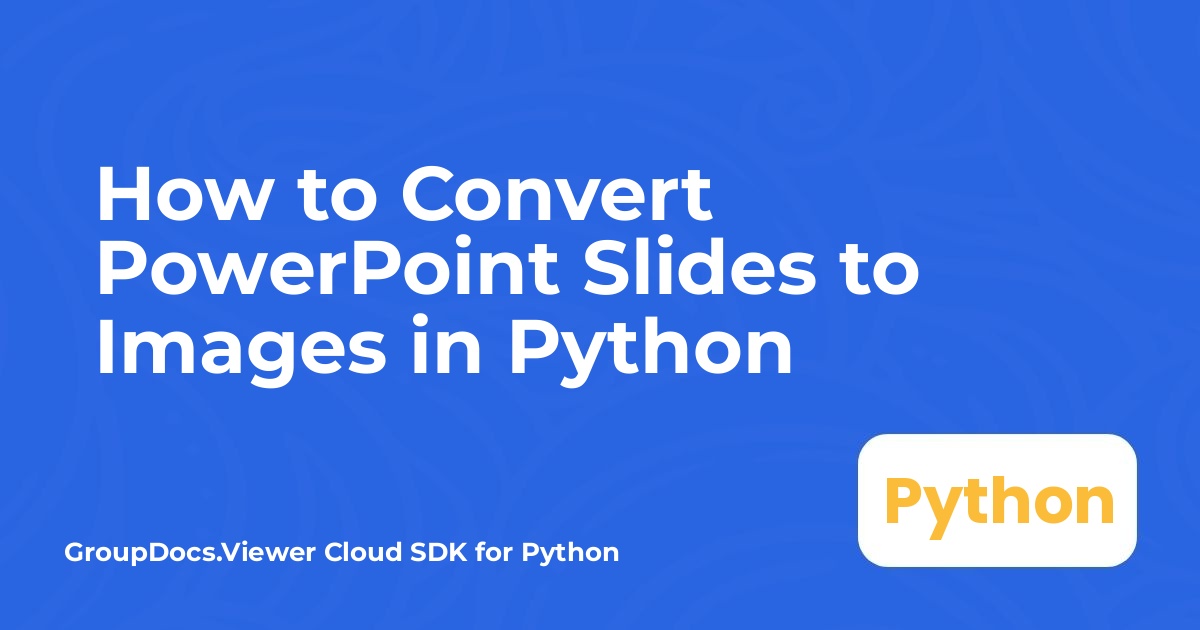 How to Convert
PowerPoint Slides to
Images in Python
Python
GroupDocs.Viewer Cloud SDK for Python